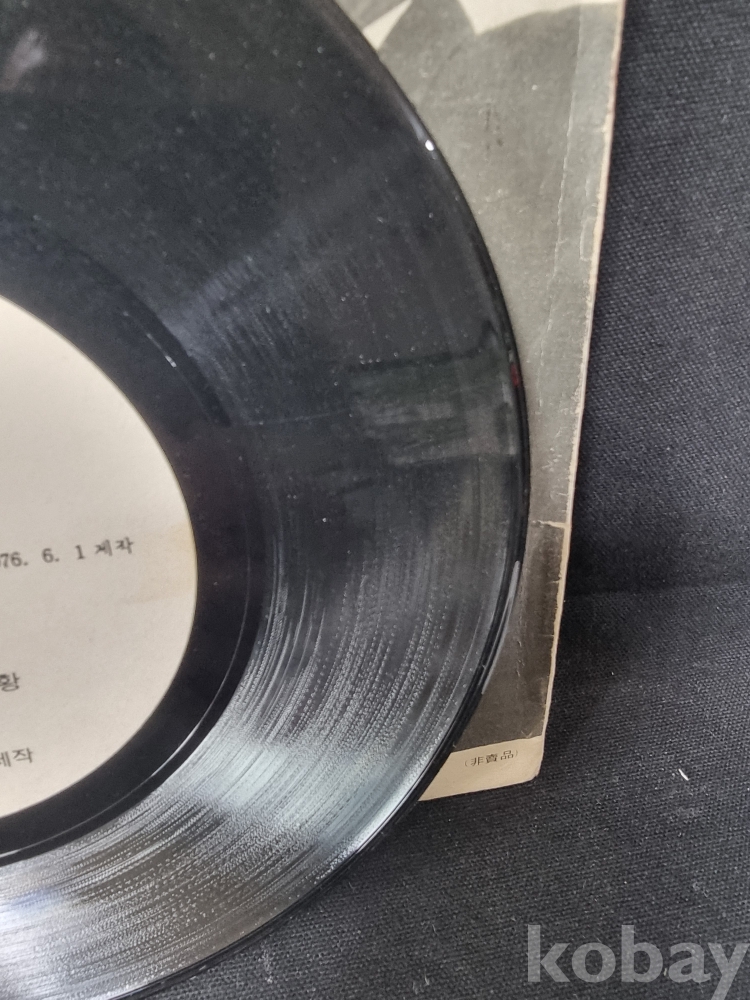 76. 6. 1 제작
황
제작
(非賣品)
kobay